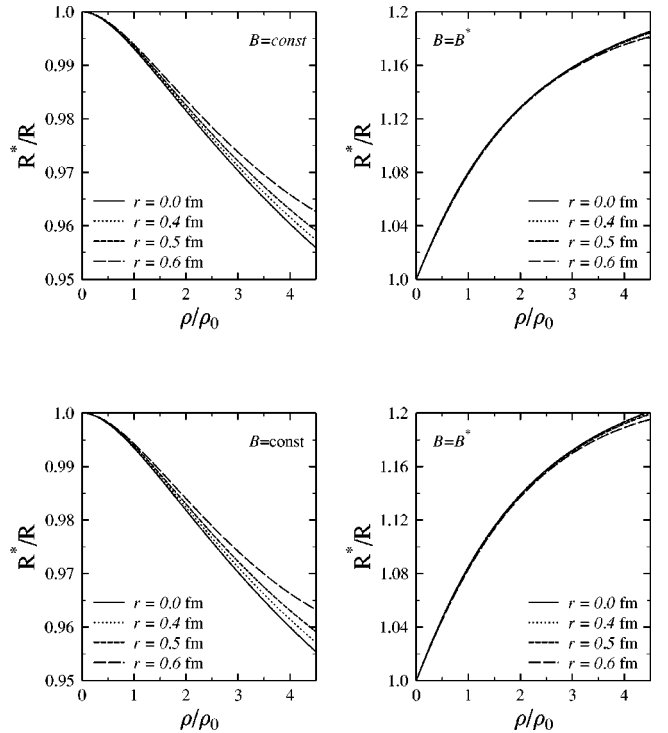 1.00
0.99
0.98
0.97
0.96
0.95
R*/R
B=const
r = 0.0 fm
r = 0.4 fm
r = 0.5 fm
r = 0.6 fm
0 1 2 3 4
ρ/ρ0
1.2
1.16
1.12
1.08
1.04
1.0
R*/R
B=B*
r = 0.0 fm
r = 0.4 fm
r = 0.5 fm
r = 0.6 fm
0 1 2 3 4
ρ/ρ0
1.0
0.99
0.98
0.97
0.96
0.95
R*/R
B=const
r = 0.0 fm
r = 0.4 fm
r = 0.5 fm
r = 0.6 fm
0 1 2 3 4
ρ/ρ0
1.2
1.16
1.12
1.08
1.04
1.0
R*/R
B=B*
r = 0.0 fm
r = 0.4 fm
r = 0.5 fm
r = 0.6 fm
0 1 2 3 4
ρ/ρ0